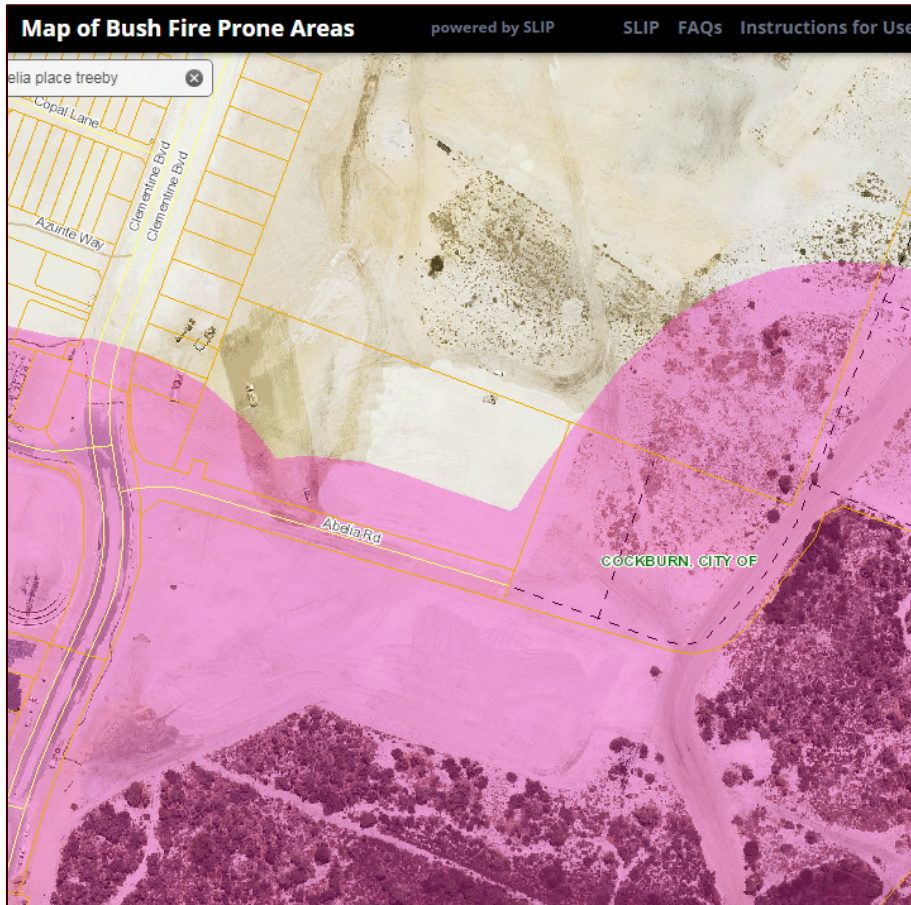 Map of Bush Fire Prone Areas powered by SLIP SLIP FAQs Instructions for Use
elia place treeby
Copal Lane
Clementine Bvd
Clementine Bvd
Azurite Way
Abelia Rd
COCKBURN, CITY OF